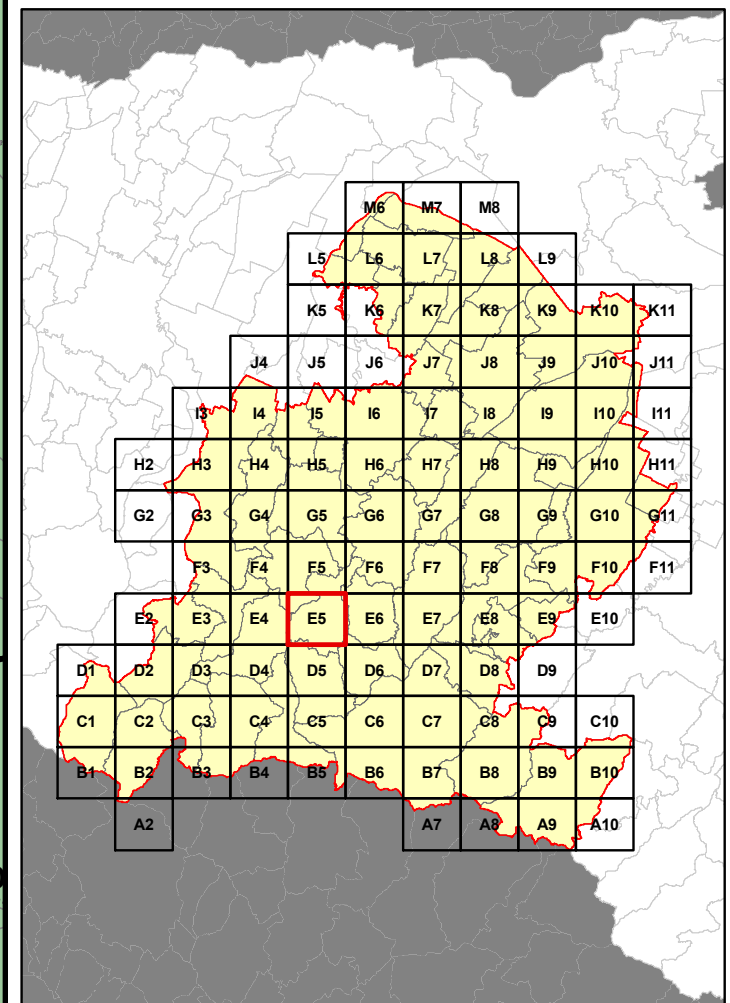 M6 M7 M8
L5 L6 L7 L8 L9
K5 K6 K7 K8 K9 K10 K11
J4 J5 J6 J7 J8 J9 J10 J11
I3 I4 I5 I6 I7 I8 I9 I10 I11
H2 H3 H4 H5 H6 H7 H8 H9 H10 H11
G2 G3 G4 G5 G6 G7 G8 G9 G10 G11
F3 F4 F5 F6 F7 F8 F9 F10 F11
E2 E3 E4 E5 E6 E7 E8 E9 E10
D1 D2 D3 D4 D5 D6 D7 D8 D9
C1 C2 C3 C4 C5 C6 C7 C8 C9 C10
B1 B2 B3 B4 B5 B6 B7 B8 B9 B10
A2 A7 A8 A9 A10